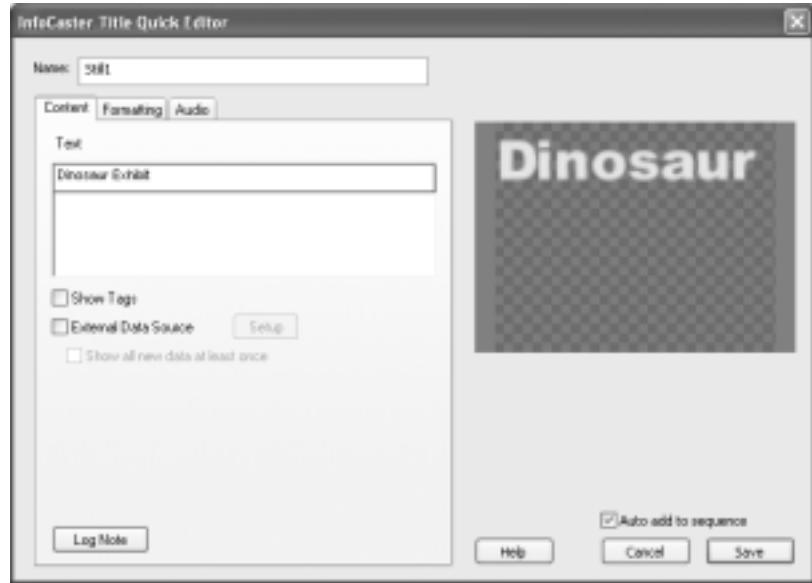 InfoCaster Title Quick Editor
Name: Still1
Content Formatting Audio
Text
Dinosaur Exhibit
Show Tags
External Data Source Setup
Show all new data at least once
Log Note
Dinosaur
Auto add to sequence
Help Cancel Save